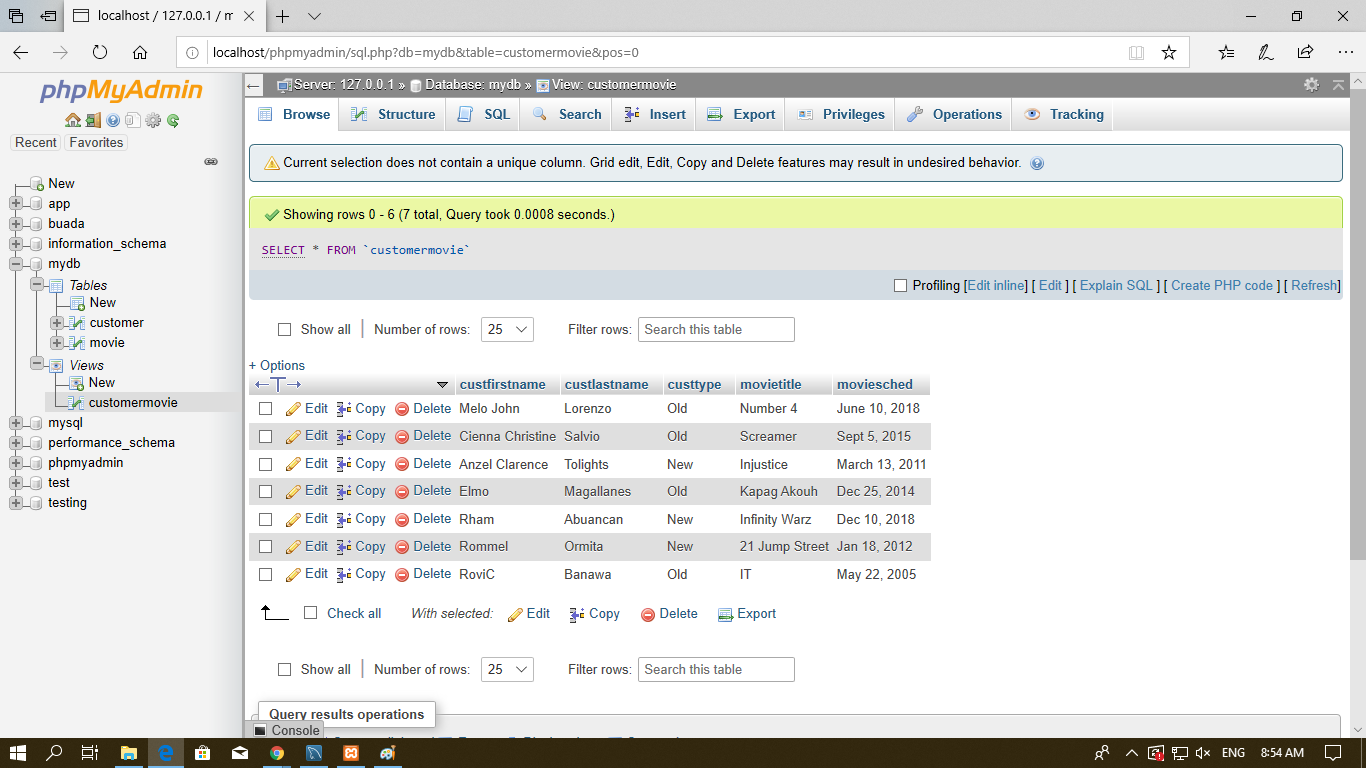 localhost / 127.0.0.1 / m
localhost/phpmyadmin/sql.php?db=mydb&table=customermovie&pos=0
phpMyAdmin
Recent Favorites
New
app
buada
information_schema
mydb
Tables
New
customer
movie
Views
New
customermovie
mysql
performance_schema
phpmyadmin
test
testing
Server: 127.0.0.1 » Database: mydb » View: customermovie
Browse Structure SQL Search Insert Export Privileges Operations Tracking
Current selection does not contain a unique column. Grid edit, Edit, Copy and Delete features may result in undesired behavior.
Showing rows 0 - 6 (7 total, Query took 0.0008 seconds.)
SELECT * FROM `customermovie`
Profiling [Edit inline] [ Edit ] [ Explain SQL ] [ Create PHP code ] [ Refresh]
Show all Number of rows: 25 Filter rows: Search this table
+ Options
custfirstname custlastname custtype movietitle moviesched
Edit Copy Delete Melo John Lorenzo Old Number 4 June 10, 2018
Edit Copy Delete Cienna Christine Salvio Old Screamer Sept 5, 2015
Edit Copy Delete Anzel Clarence Tolights New Injustice March 13, 2011
Edit Copy Delete Elmo Magallanes Old Kapag Akouh Dec 25, 2014
Edit Copy Delete Rham Abuancan New Infinity Warz Dec 10, 2018
Edit Copy Delete Rommel Ormita New 21 Jump Street Jan 18, 2012
Edit Copy Delete RoviC Banawa Old IT May 22, 2005
Check all With selected: Edit Copy Delete Export
Show all Number of rows: 25 Filter rows: Search this table
Query results operations
Console
ENG 8:54 AM